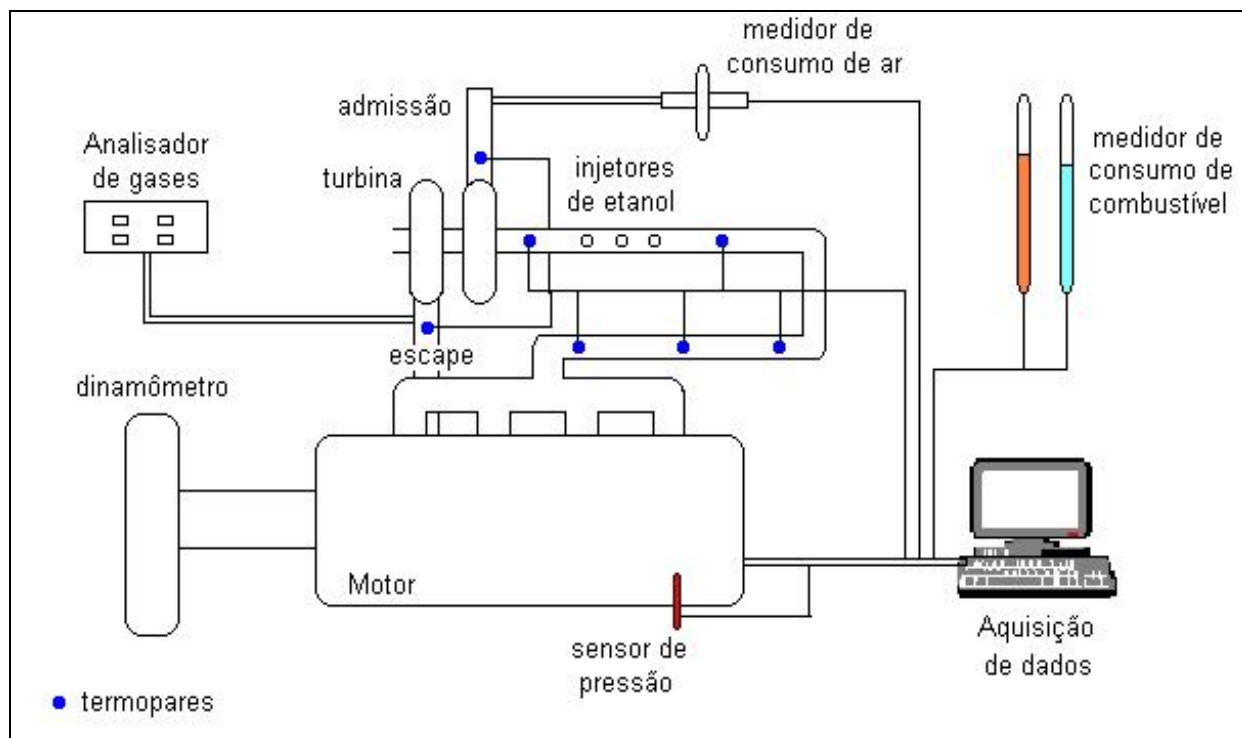 medidor de
consumo de ar
admissão
Analisador
de gases
turbina
injetores
de etanol
medidor de
consumo de
combustível
escape
dinamômetro
Motor
sensor de
pressão
Aquisição
de dados
termopares